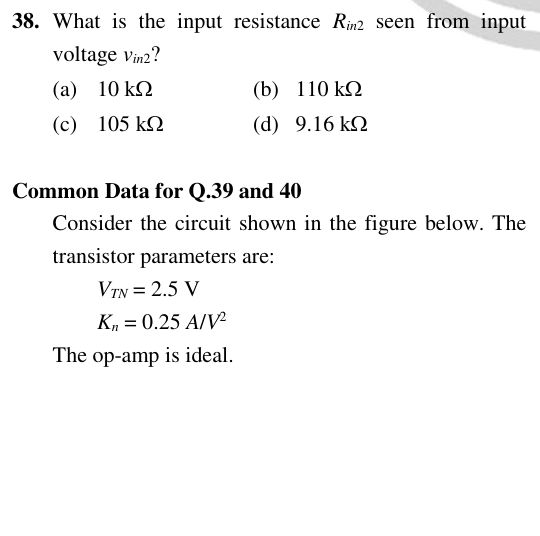 38. What is the input resistance Rin2 seen from input
voltage vin2?
(a) 10 kΩ (b) 110 kΩ
(c) 105 kΩ (d) 9.16 kΩ
Common Data for Q.39 and 40
Consider the circuit shown in the figure below. The
transistor parameters are:
VTN = 2.5 V
Kn = 0.25 A/V²
The op-amp is ideal.